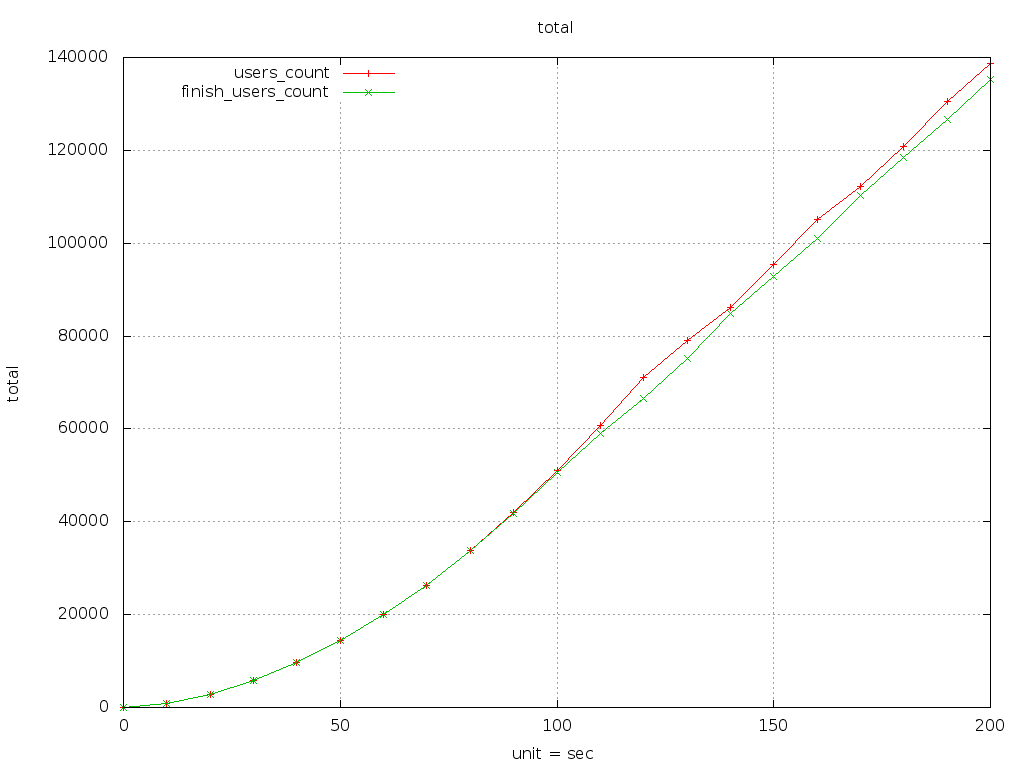 total
140000
users_count
finish_users_count
120000
100000
80000
total
60000
40000
20000
0
0 50 100 150 200
unit = sec